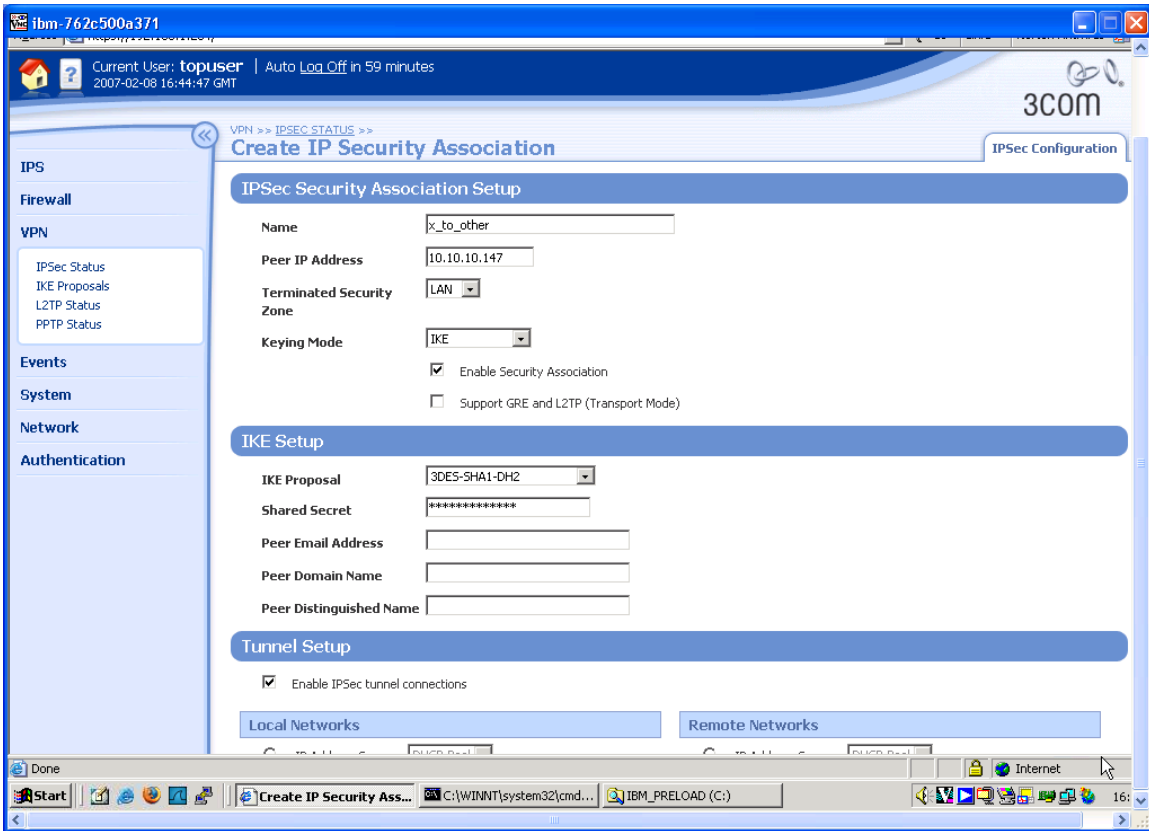 ibm-762c500a371
Current User: topuser | Auto Log Off in 59 minutes
2007-02-08 16:44:47 GMT
3COM
VPN >> IPSEC STATUS >>
Create IP Security Association
IPSec Configuration
IPS
Firewall
VPN
IPSec Status
IKE Proposals
L2TP Status
PPTP Status
Events
System
Network
Authentication
IPSec Security Association Setup
Name
x_to_other
Peer IP Address
10.10.10.147
Terminated Security Zone
LAN
Keying Mode
IKE
Enable Security Association
Support GRE and L2TP (Transport Mode)
IKE Setup
IKE Proposal
3DES-SHA1-DH2
Shared Secret
*************
Peer Email Address
Peer Domain Name
Peer Distinguished Name
Tunnel Setup
Enable IPSec tunnel connections
Local Networks
Remote Networks
Done
Internet
Start
Create IP Security Ass...
C:\WINNT\system32\cmd...
IBM_PRELOAD (C:)
16: